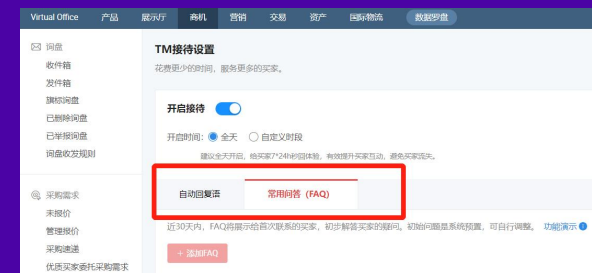 Virtual Office 产品 展示厅 商机 营销 交易 资产 国际物流 数据罗盘
询盘
收件箱
发件箱
旗标询盘
已删除询盘
已举报询盘
询盘收发规则
采购需求
未报价
管理报价
采购速递
优质买家委托采购需求
TM接待设置
花费更少的时间，服务更多的买家。
开启接待
开启时间： 全天 自定义时段
建议全天开启，给买家7*24h秒回体验，有效提升买家互动，避免买家流失。
自动回复语 常用问答（FAQ）
近30天内，FAQ将展示给首次联系的买家，初步解答买家的疑问。初始问题是系统预置，可自行调整。 功能演示
+ 添加FAQ